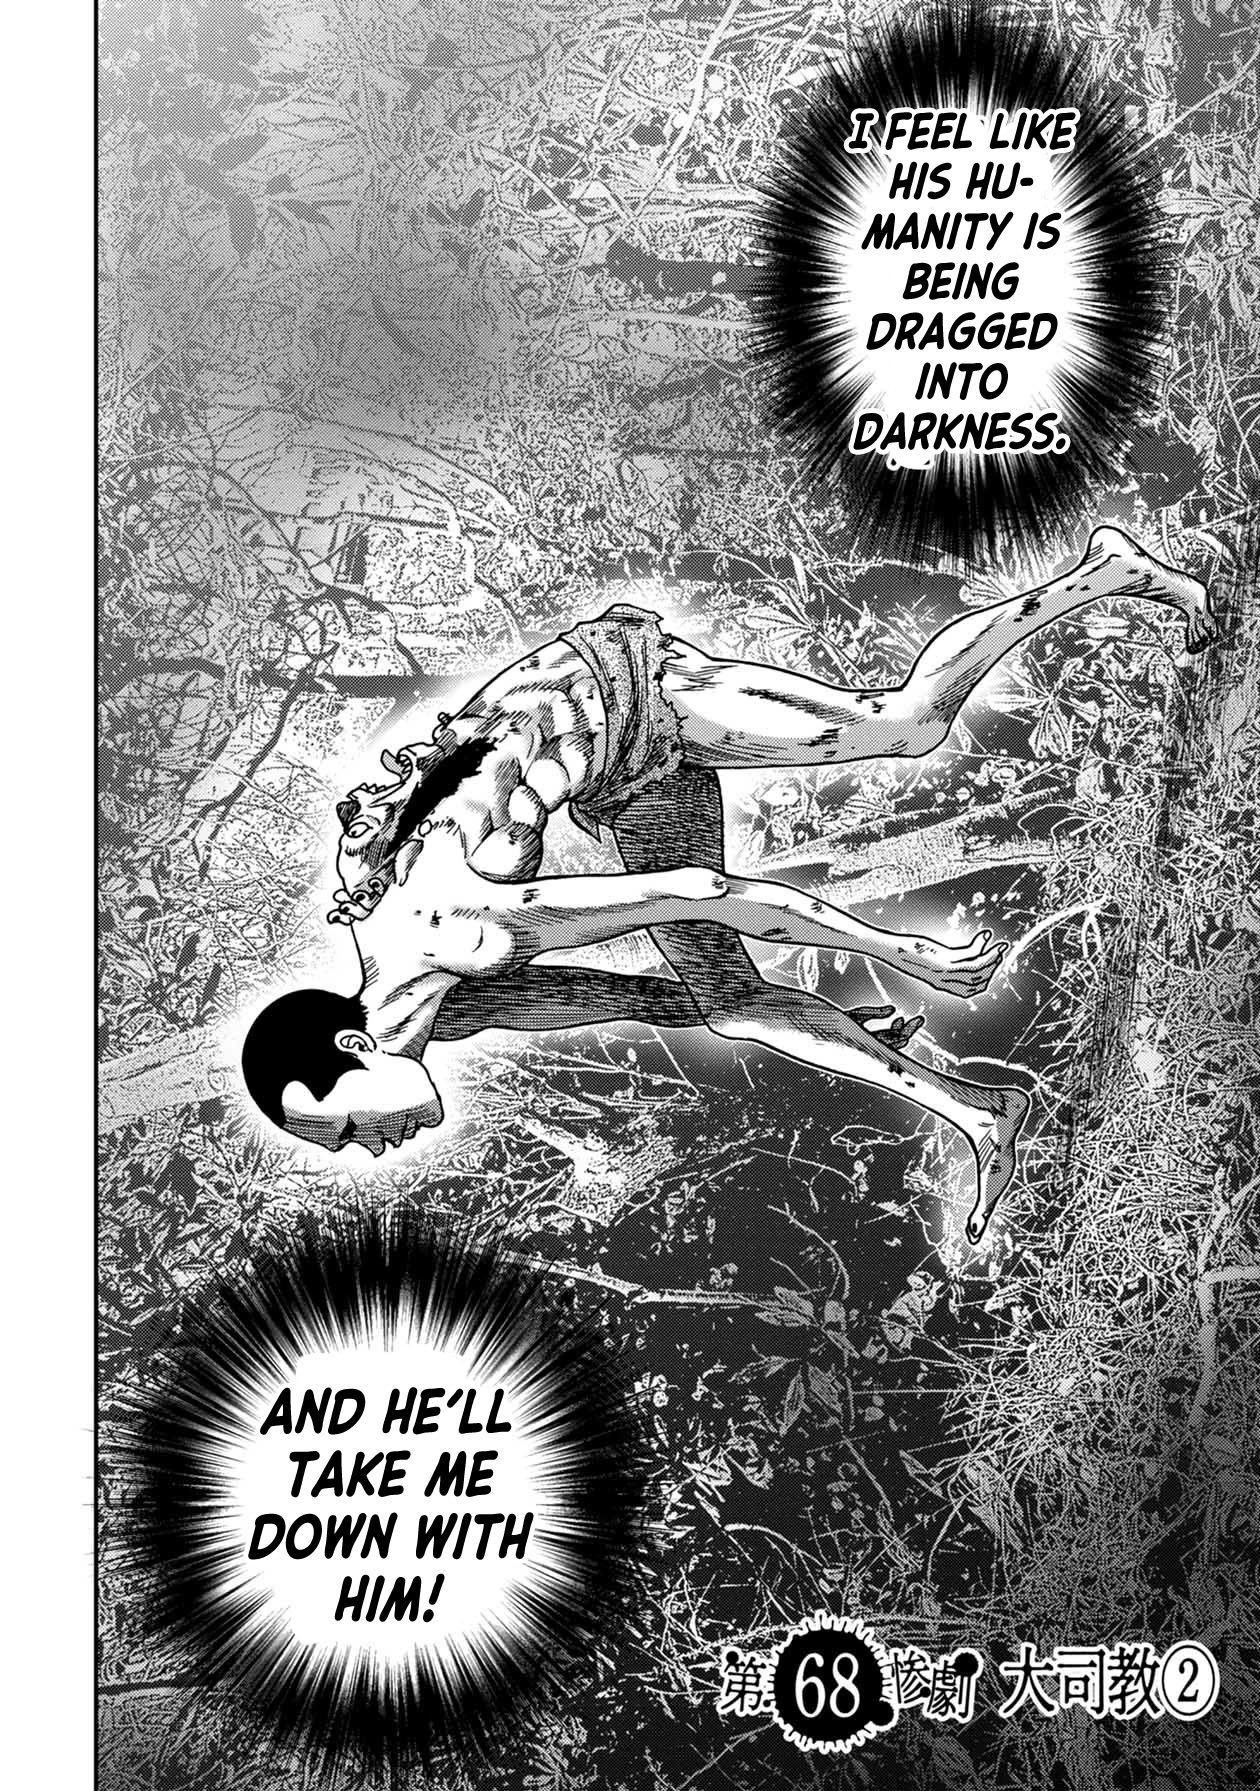 I FEEL LIKE
HIS HU-
MANITY IS
BEING
DRAGGED
INTO
DARKNESS.
AND HE'LL
TAKE ME
DOWN WITH
HIM!
第68惨劇 大司教②